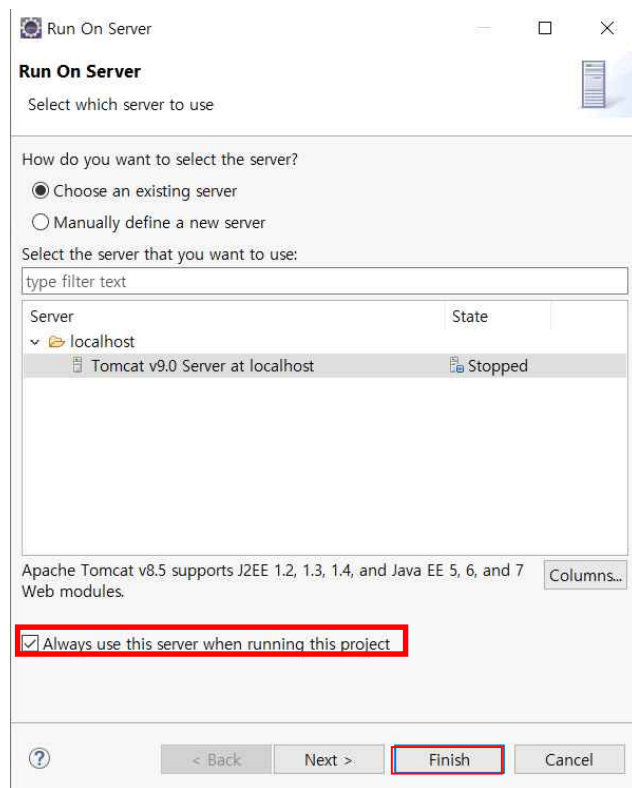 Run On Server
Run On Server
Select which server to use
How do you want to select the server?
Choose an existing server
Manually define a new server
Select the server that you want to use:
type filter text
Server State
localhost
Tomcat v9.0 Server at localhost Stopped
Apache Tomcat v8.5 supports J2EE 1.2, 1.3, 1.4, and Java EE 5, 6, and 7
Web modules.
Columns...
Always use this server when running this project
? < Back Next > Finish Cancel